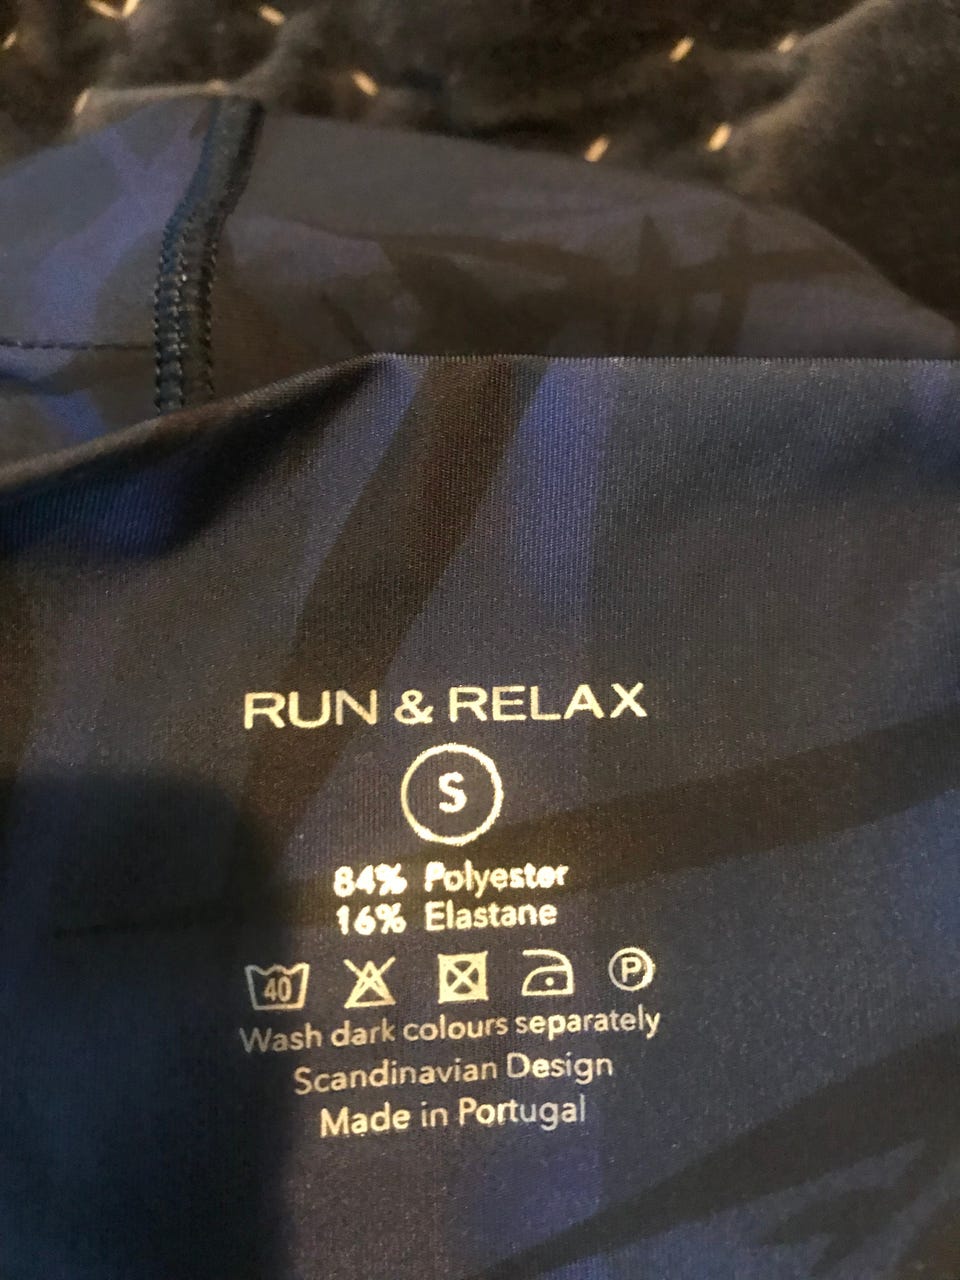 RUN & RELAX
S
84% Polyester
16% Elastane
40 P
Wash dark colours separately
Scandinavian Design
Made in Portugal